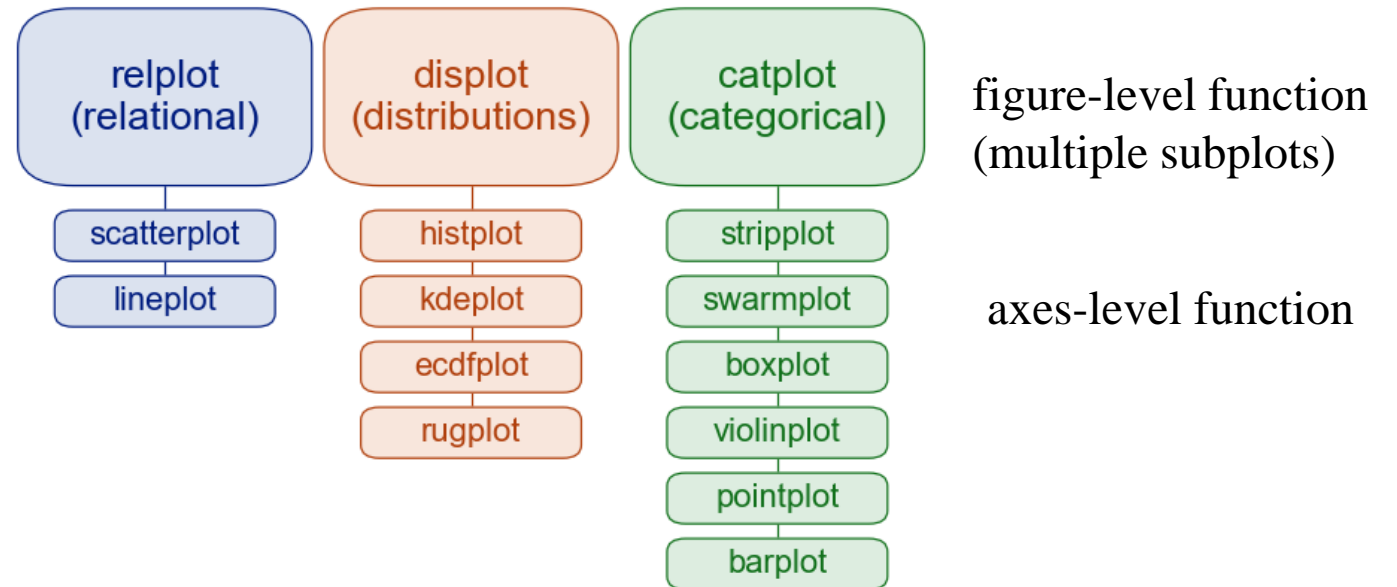 relplot
(relational)
displot
(distributions)
catplot
(categorical)
figure-level function
(multiple subplots)
scatterplot
lineplot
histplot
kdeplot
ecdfplot
rugplot
stripplot
swarmplot
boxplot
violinplot
pointplot
barplot
axes-level function